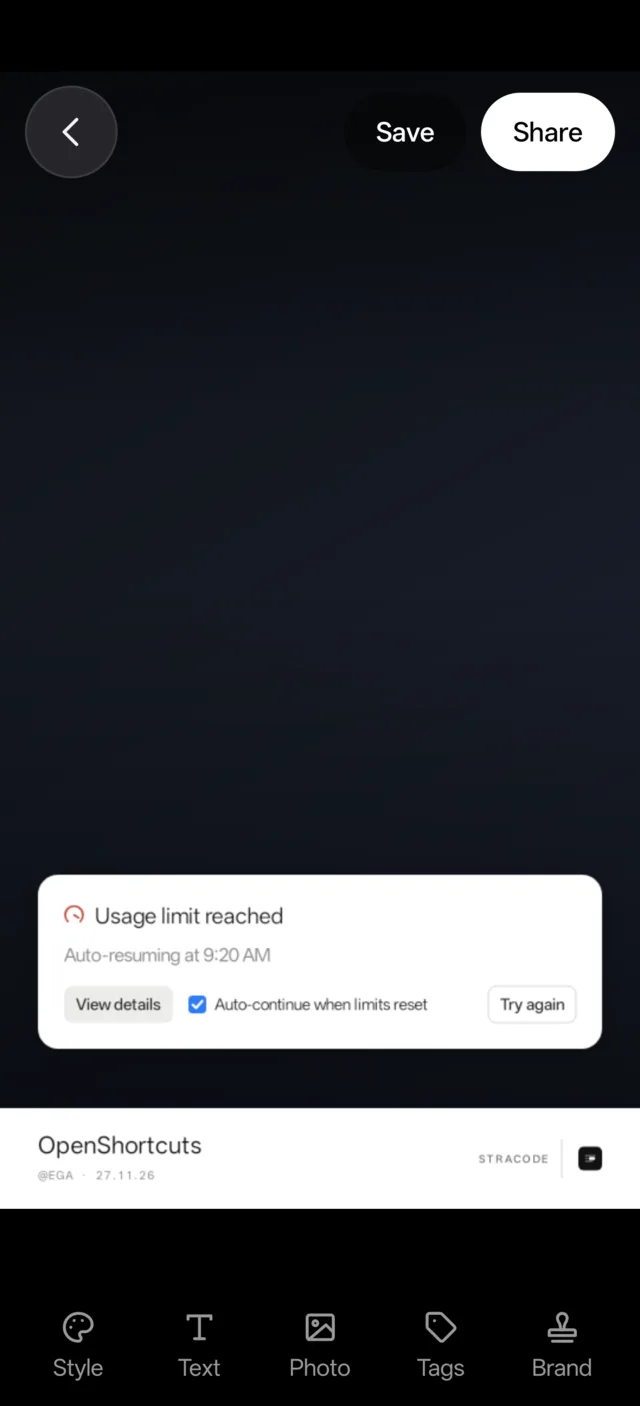 Save
Share
Usage limit reached
Auto-resuming at 9:20 AM
View details
Auto-continue when limits reset
Try again
OpenShortcuts
@EGA · 27.11.26
STRACODE
Style
Text
Photo
Tags
Brand